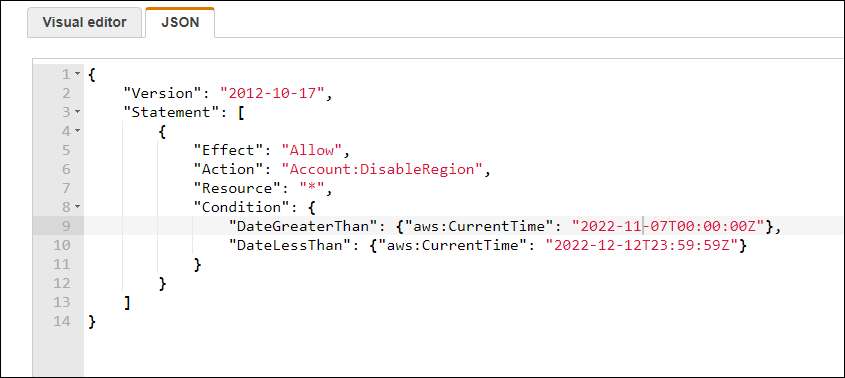 Visual editor JSON
1 {
2 "Version": "2012-10-17",
3 "Statement": [
4 {
5 "Effect": "Allow",
6 "Action": "Account:DisableRegion",
7 "Resource": "*",
8 "Condition": {
9 "DateGreaterThan": {"aws:CurrentTime": "2022-11-07T00:00:00Z"},
10 "DateLessThan": {"aws:CurrentTime": "2022-12-12T23:59:59Z"}
11 }
12 }
13 ]
14 }